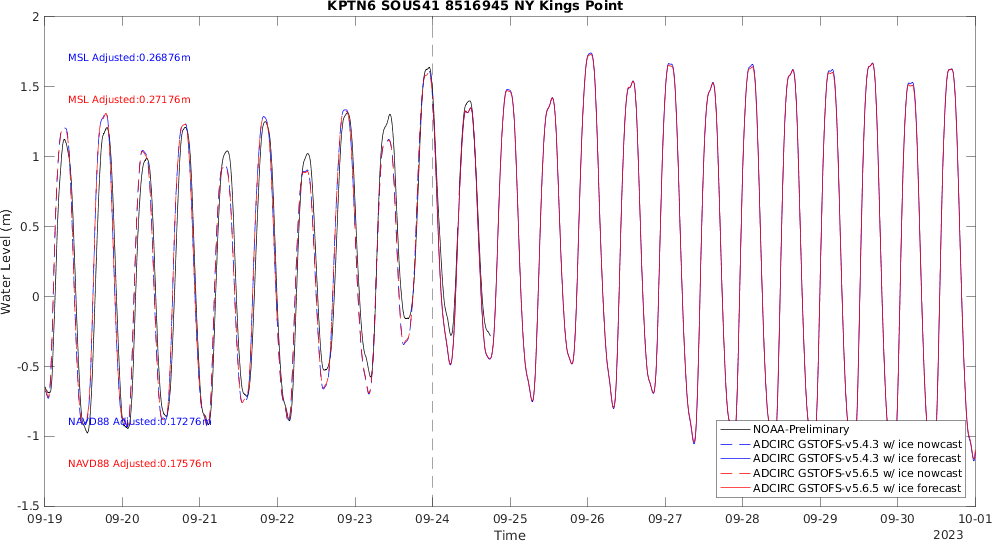 KPTN6 SOUS41 8516945 NY Kings Point
2
MSL Adjusted:0.26876m
1.5
MSL Adjusted:0.27176m
1
0.5
Water Level (m)
0
-0.5
NAVD88 Adjusted:0.17276m
NOAA-Preliminary
-1
ADCIRC GSTOFS-v5.4.3 w/ ice nowcast
ADCIRC GSTOFS-v5.4.3 w/ ice forecast
NAVD88 Adjusted:0.17576m
ADCIRC GSTOFS-v5.6.5 w/ ice nowcast
ADCIRC GSTOFS-v5.6.5 w/ ice forecast
-1.5
09-19 09-20 09-21 09-22 09-23 09-24 09-25 09-26 09-27 09-28 09-29 09-30 10-01
Time
2023